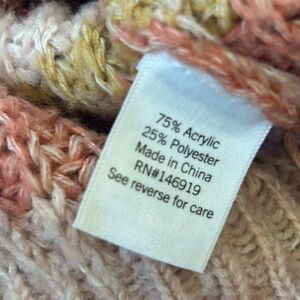 75% Acrylic
25% Polyester
Made in China
RN#146919
See reverse for care